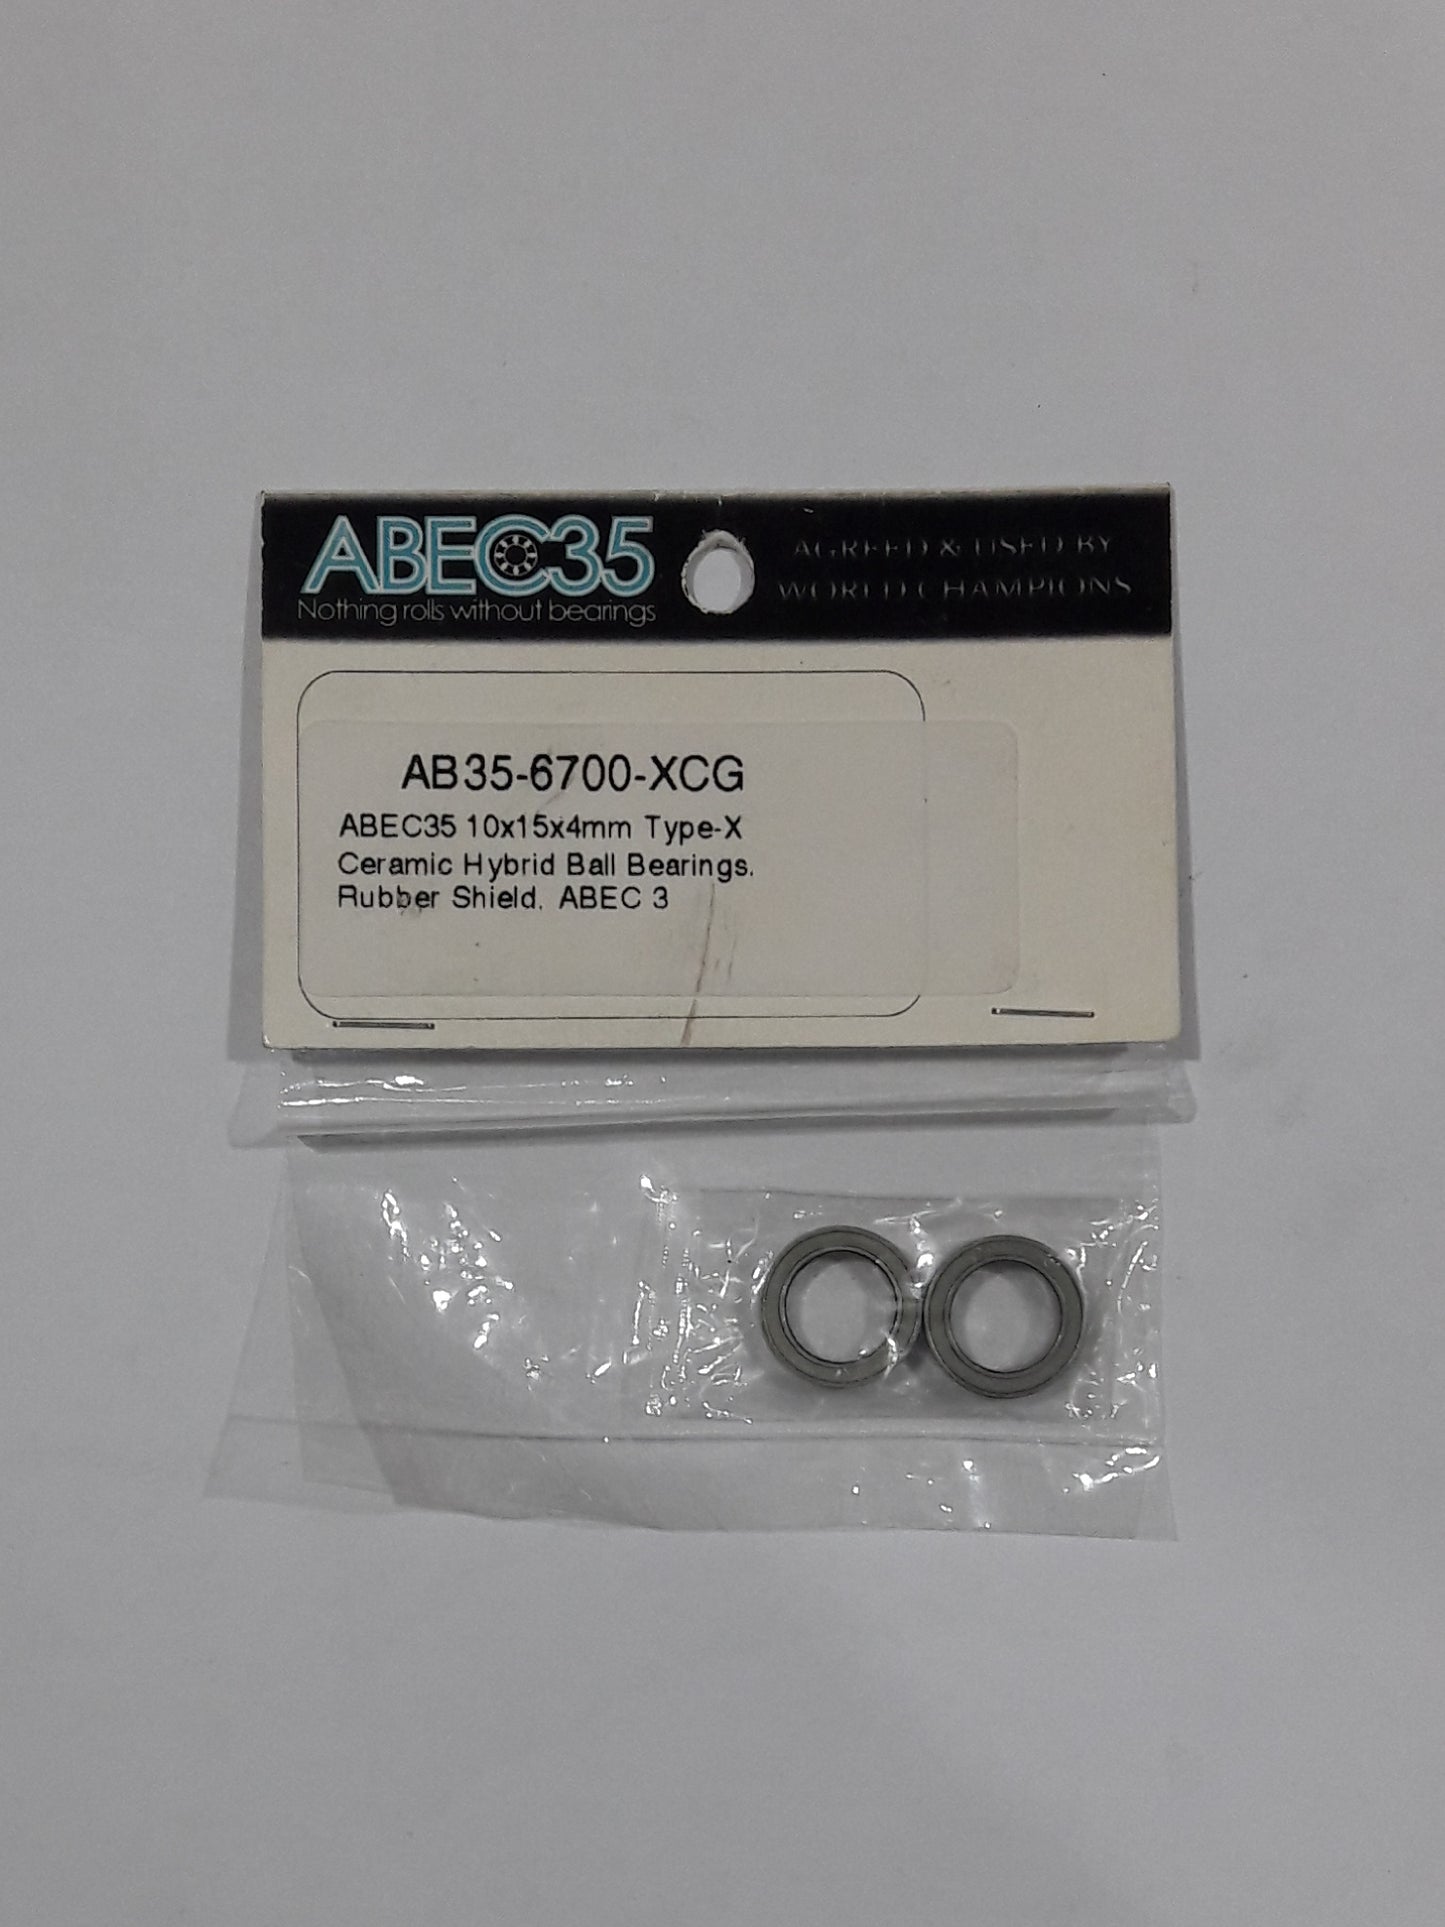 ABEC35
Nothing rolls without bearings
AGREED & USED BY
WORLD CHAMPIONS
AB35-6700-XCG
ABEC35 10x15x4mm Type-X
Ceramic Hybrid Ball Bearings.
Rubber Shield. ABEC 3